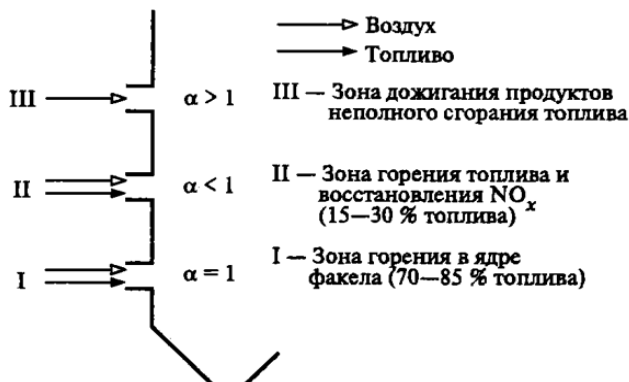 Воздух
Топливо
III α > 1 III — Зона дожигания продуктов
неполного сгорания топлива
II α < 1 II — Зона горения топлива и
восстановления NOx
(15—30 % топлива)
I α = 1 I — Зона горения в ядре
факела (70—85 % топлива)